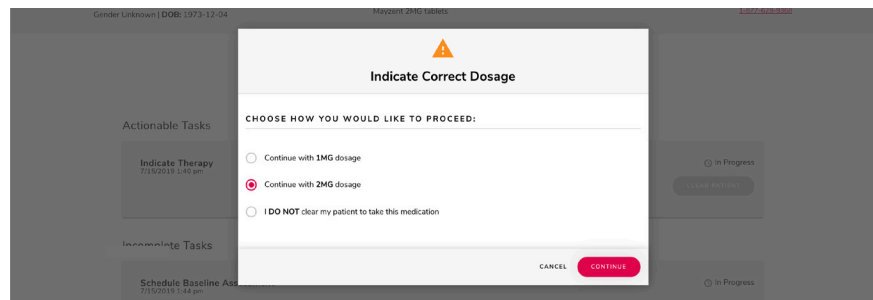 Gender Unknown | DOB: 1973-12-04
Mayzent 2MG tablets
Indicate Correct Dosage
CHOOSE HOW YOU WOULD LIKE TO PROCEED:
Actionable Tasks
Continue with 1MG dosage
Indicate Therapy
7/15/2019 1:40 pm
In Progress
Continue with 2MG dosage
CLEAR PATIENT
I DO NOT clear my patient to take this medication
Incomplete Tasks
CANCEL
CONTINUE
Schedule Baseline
7/15/2019 1:44 pm
In Progress